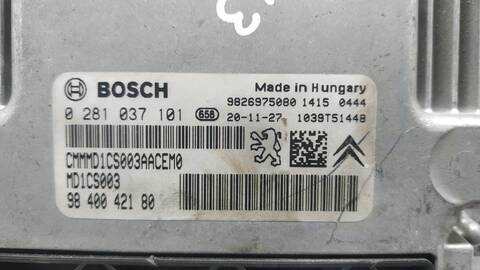 BOSCH
Made in Hungary
9826975080 1415 0444
0 281 037 101 658 20-11-27 1039T51448
CMMMD1CS003AACEM0
MD1CS003
98 400 421 80